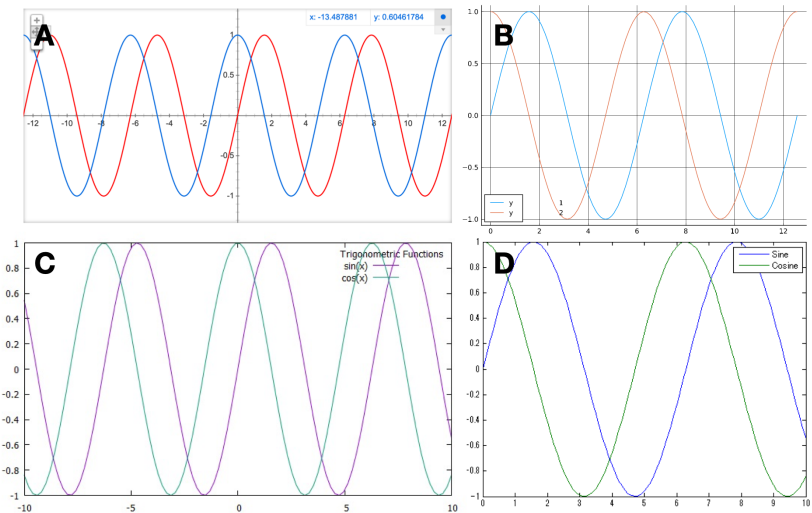 A
x: -13.487881 y: 0.60461784
1
0.5
-12 -10 -8 -6 -4 -2 0 2 4 6 8 10 12
-0.5
-1
B
1.0
0.5
0.0
-0.5
-1.0
y 1
y 2
0 2 4 6 8 10 12
C
Trigonometric Functions
sin(x)
cos(x)
1
0.8
0.6
0.4
0.2
0
-0.2
-0.4
-0.6
-0.8
-1
-10 -5 0 5 10
D
Sine
Cosine
1
0.8
0.6
0.4
0.2
0
-0.2
-0.4
-0.6
-0.8
-1
0 1 2 3 4 5 6 7 8 9 10